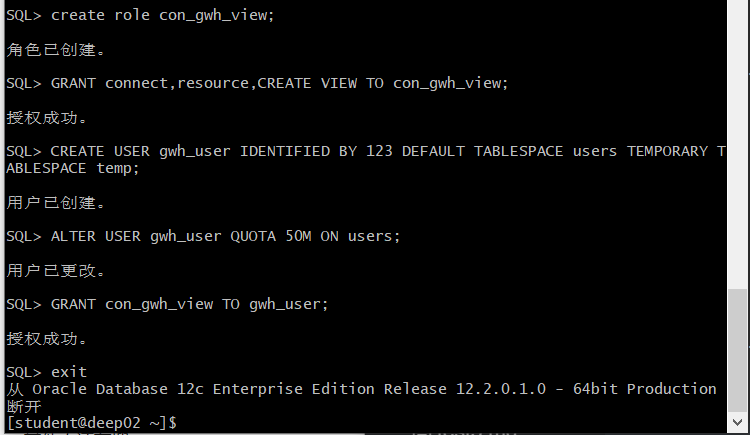 SQL> create role con_gwh_view;
角色已创建。
SQL> GRANT connect,resource,CREATE VIEW TO con_gwh_view;
授权成功。
SQL> CREATE USER gwh_user IDENTIFIED BY 123 DEFAULT TABLESPACE users TEMPORARY T
ABLESPACE temp;
用户已创建。
SQL> ALTER USER gwh_user QUOTA 50M ON users;
用户已更改。
SQL> GRANT con_gwh_view TO gwh_user;
授权成功。
SQL> exit
从 Oracle Database 12c Enterprise Edition Release 12.2.0.1.0 - 64bit Production
断开
[student@deep02 ~]$